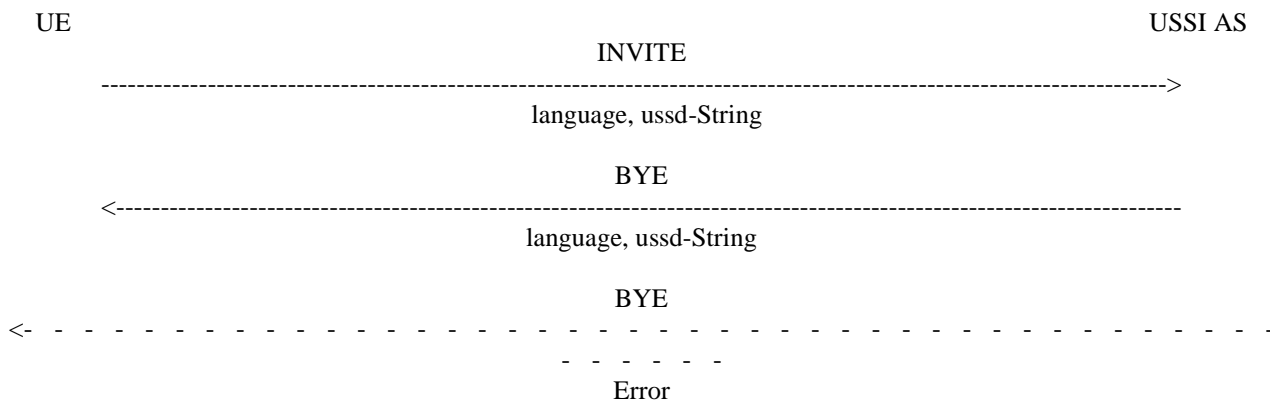 UE USSI AS
INVITE
------------------------------------------------------------------------------------------------------------------------>
language, ussd-String
BYE
<------------------------------------------------------------------------------------------------------------------------
language, ussd-String
BYE
<- - - - - - - - - - - - - - - - - - - - - - - - - - - - - - - - - - - - - - - - - -
- - - - - -
Error